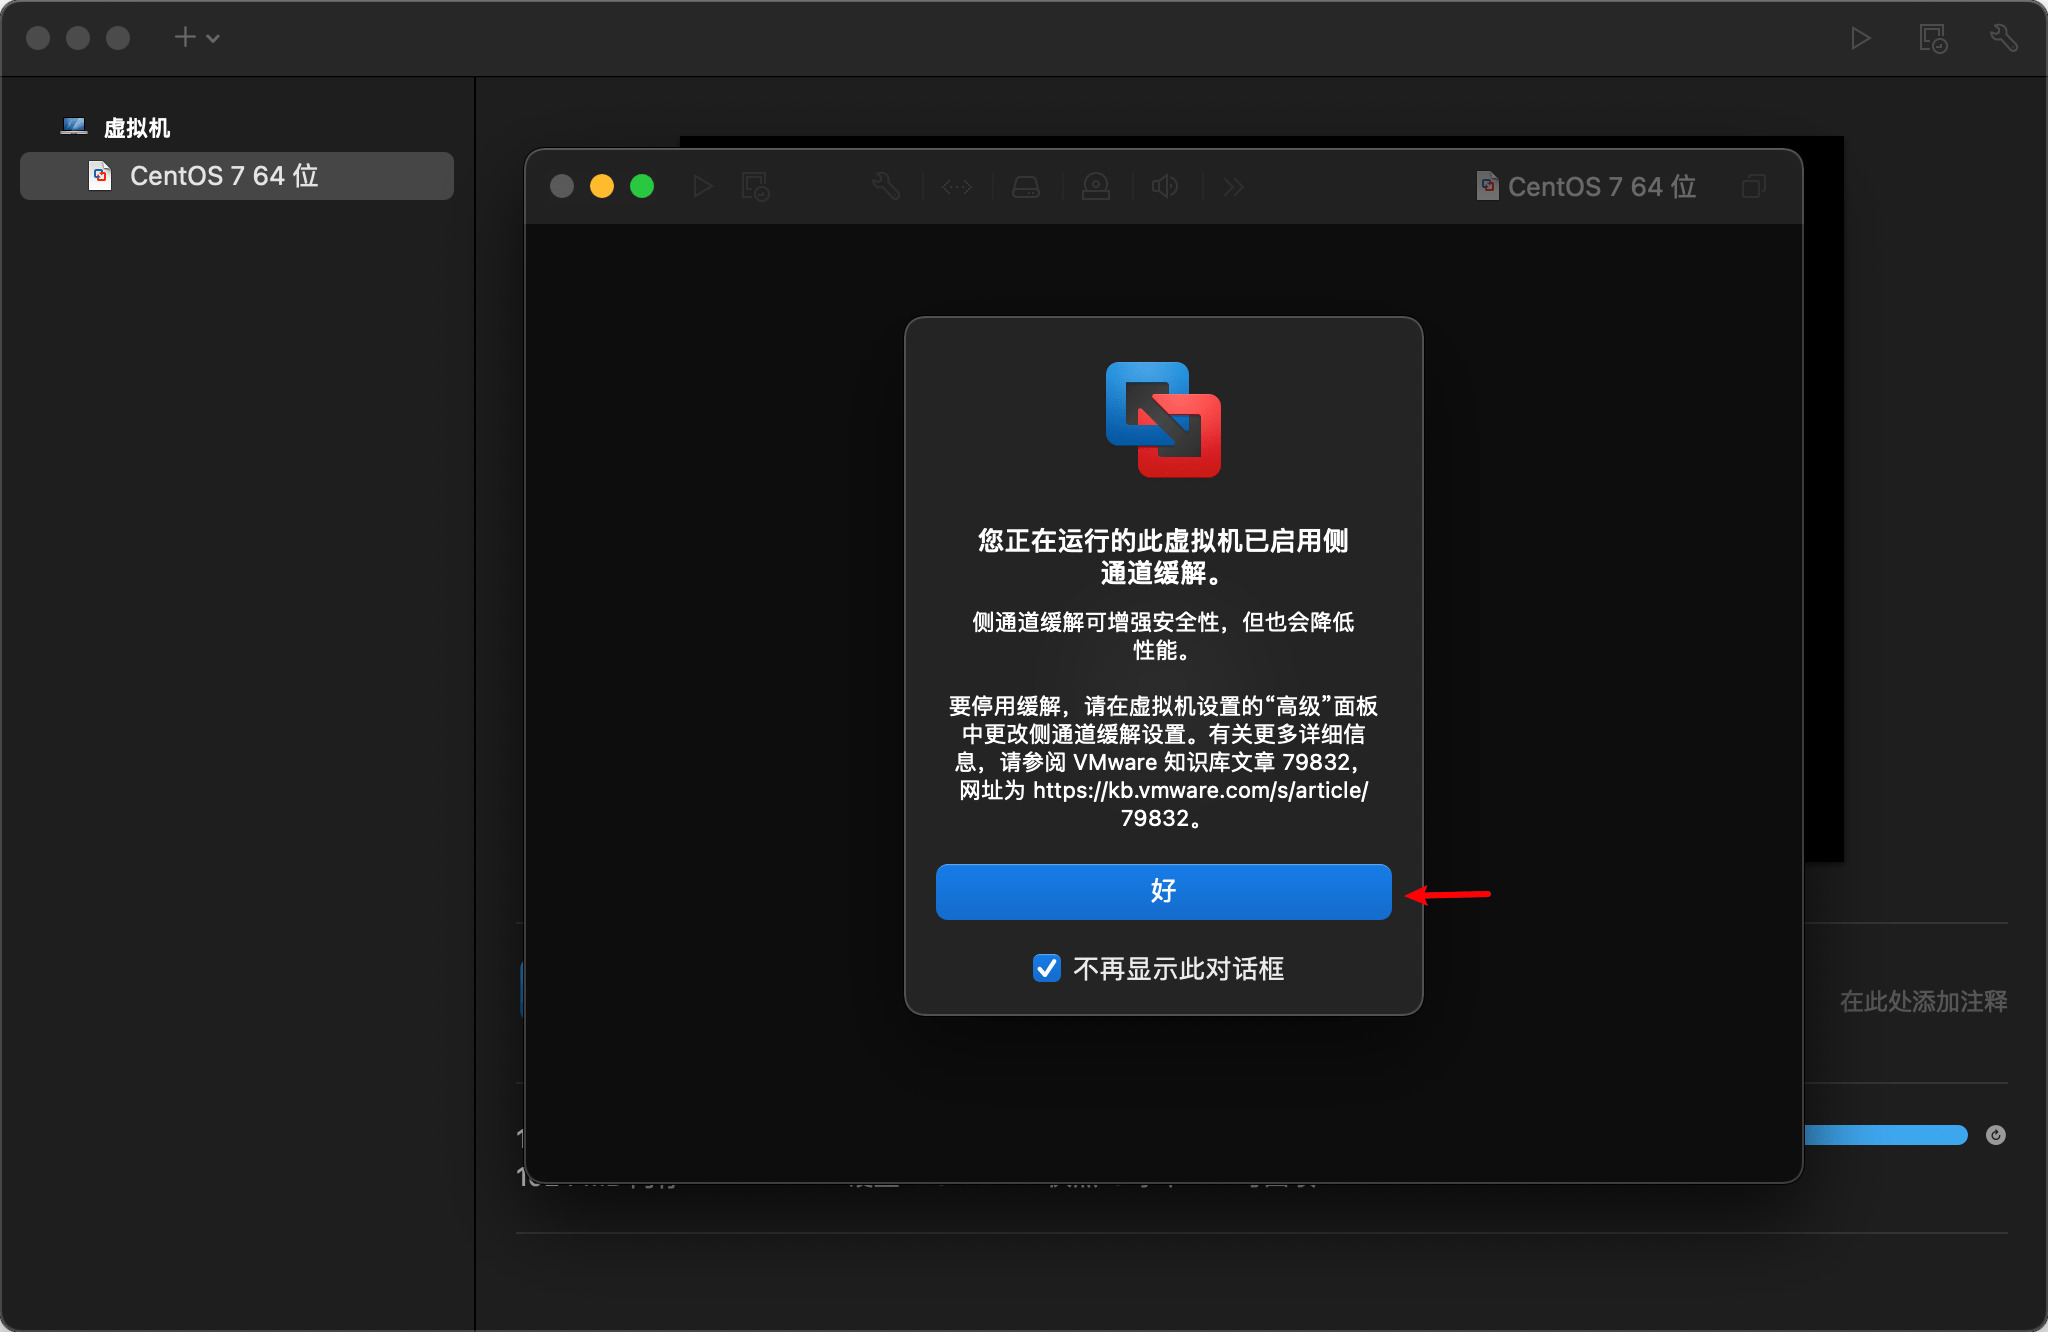 虚拟机
CentOS 7 64 位
CentOS 7 64 位
您正在运行的此虚拟机已启用侧
通道缓解。
侧通道缓解可增强安全性，但也会降低
性能。
要停用缓解，请在虚拟机设置的“高级”面板
中更改侧通道缓解设置。有关更多详细信
息，请参阅 VMware 知识库文章 79832，
网址为 https://kb.vmware.com/s/article/
79832。
好
不再显示此对话框
在此处添加注释